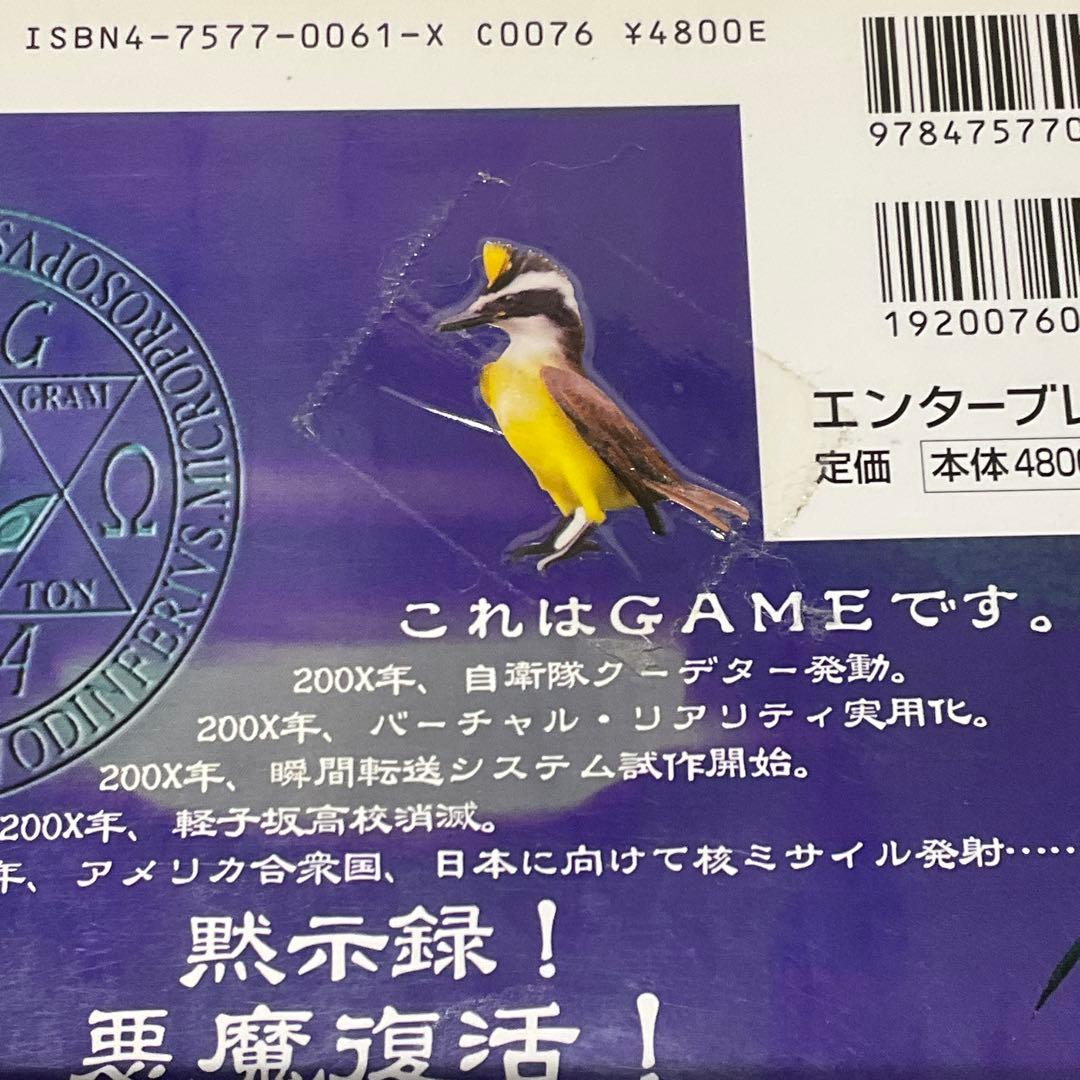 ISBN4-7577-0061-X C0076 ¥4800E
978475770
19200760
エンターブレ
定価 本体4800
MICROPROSOPVS
G
GRAM
Ω
TON
A
ODINFERTVS.
これはGAMEです。
200X年、自衛隊クーデター発動。
200X年、バーチャル・リアリティ実用化。
200X年、瞬間転送システム試作開始。
200X年、軽子坂高校消滅。
年、アメリカ合衆国、日本に向けて核ミサイル発射……
黙示録！
悪魔復活！